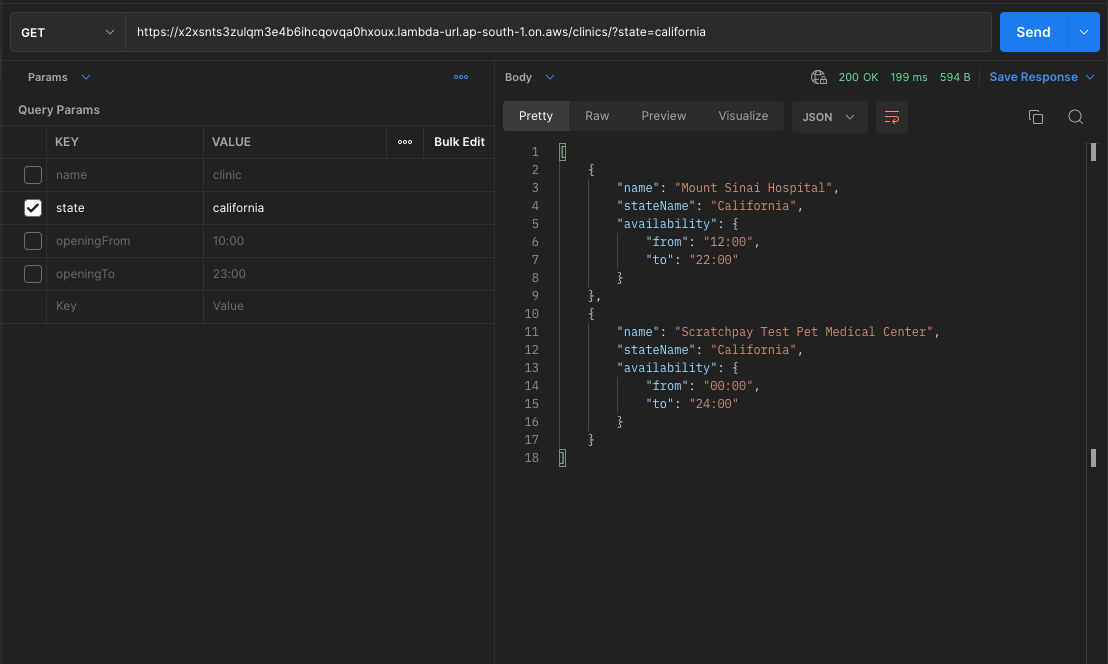 GET
https://x2xsnts3zulqm3e4b6ihcqovqa0hxoux.lambda-url.ap-south-1.on.aws/clinics/?state=california
Send
Params
Query Params
KEY VALUE Bulk Edit
name clinic
state california
openingFrom 10:00
openingTo 23:00
Key Value
Body 200 OK 199 ms 594 B Save Response
Pretty Raw Preview Visualize JSON
1 [
2 {
3 "name": "Mount Sinai Hospital",
4 "stateName": "California",
5 "availability": {
6 "from": "12:00",
7 "to": "22:00"
8 }
9 },
10 {
11 "name": "Scratchpay Test Pet Medical Center",
12 "stateName": "California",
13 "availability": {
14 "from": "00:00",
15 "to": "24:00"
16 }
17 }
18 ]